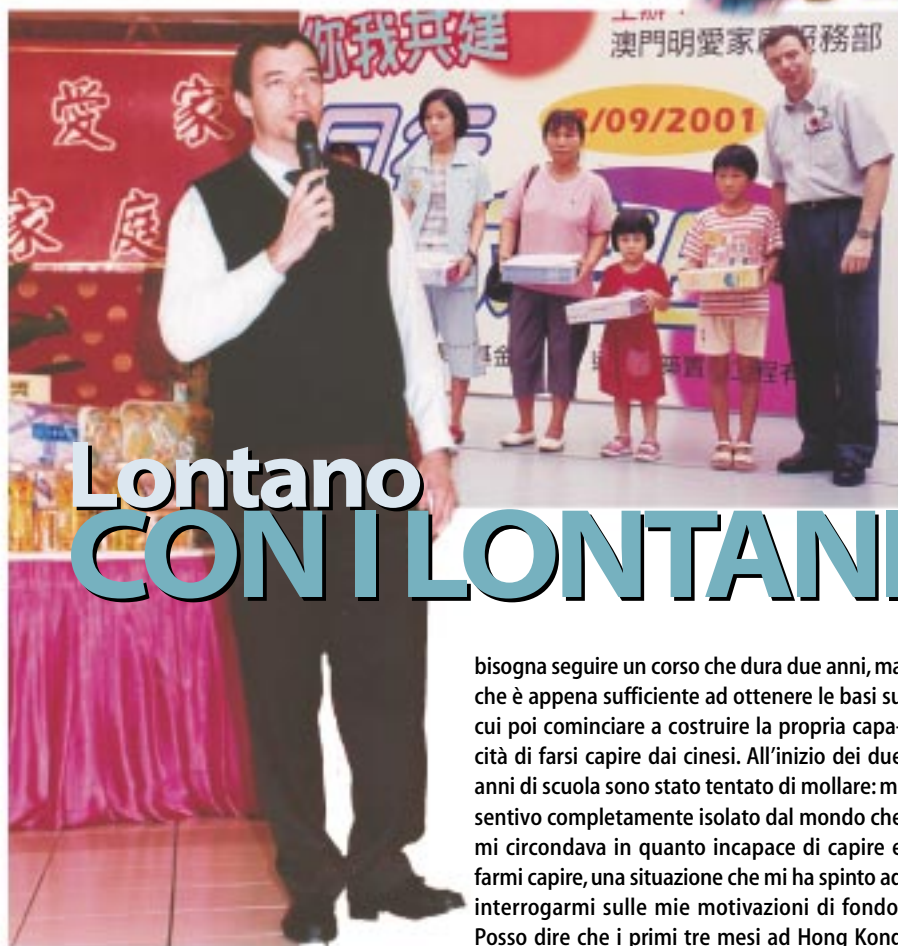 你我共建
澳門明愛家 服務部
愛 家
家 庭
同行
/09/2001
Lontano
CON I LONTANI
bisogna seguire un corso che dura due anni, ma
che è appena sufficiente ad ottenere le basi su
cui poi cominciare a costruire la propria capa-
cità di farsi capire dai cinesi. All'inizio dei due
anni di scuola sono stato tentato di mollare: m
sentivo completamente isolato dal mondo che
mi circondava in quanto incapace di capire e
farmi capire, una situazione che mi ha spinto ad
interrogarmi sulle mie motivazioni di fondo.
Posso dire che i primi tre mesi ad Hong Kong